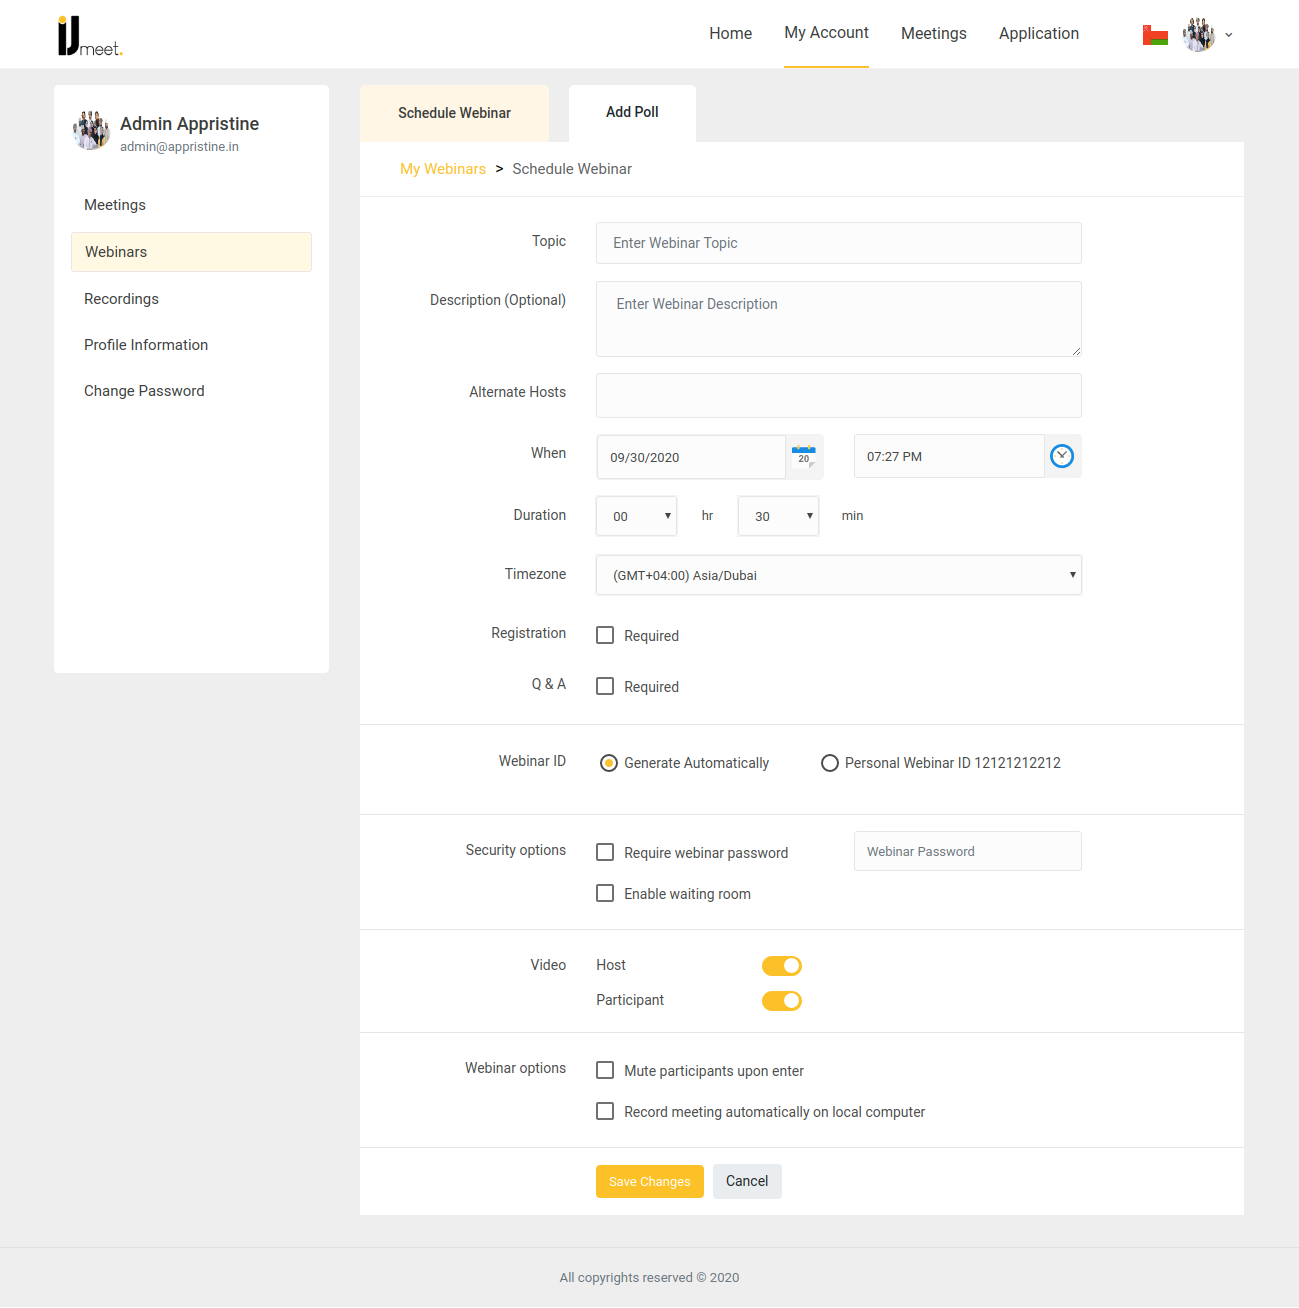 IJmeet.
Home
My Account
Meetings
Application
Admin Appristine
admin@appristine.in
Meetings
Webinars
Recordings
Profile Information
Change Password
Schedule Webinar
Add Poll
My Webinars > Schedule Webinar
Topic
Enter Webinar Topic
Description (Optional)
Enter Webinar Description
Alternate Hosts
When
09/30/2020
20
07:27 PM
Duration
00
hr
30
min
Timezone
(GMT+04:00) Asia/Dubai
Registration
Required
Q & A
Required
Webinar ID
Generate Automatically
Personal Webinar ID 12121212212
Security options
Require webinar password
Webinar Password
Enable waiting room
Video
Host
Participant
Webinar options
Mute participants upon enter
Record meeting automatically on local computer
Save Changes
Cancel
All copyrights reserved © 2020